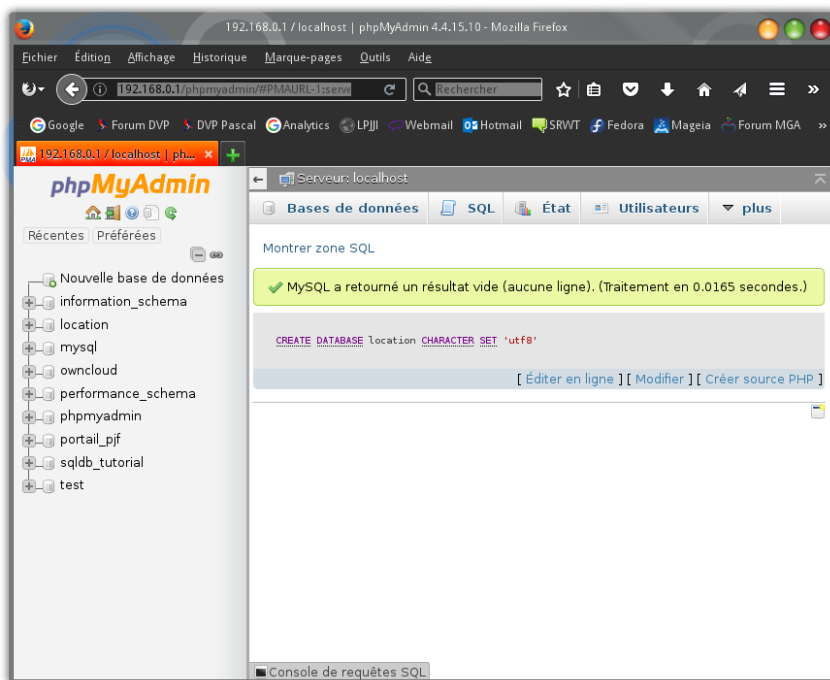 192.168.0.1 / localhost | phpMyAdmin 4.4.15.10 - Mozilla Firefox
Fichier Édition Affichage Historique Marque-pages Outils Aide
192.168.0.1/phpmyadmin/#PMAURL-1:serve Rechercher
Google Forum DVP DVP Pascal Analytics LPJJI Webmail Hotmail SRWT Fedora Mageia Forum MGA »
192.168.0.1 / localhost | ph...
phpMyAdmin
Récentes Préférées
Nouvelle base de données
information_schema
location
mysql
owncloud
performance_schema
phpmyadmin
portail_pjf
sqldb_tutorial
test
Serveur: localhost
Bases de données SQL État Utilisateurs plus
Montrer zone SQL
MySQL a retourné un résultat vide (aucune ligne). (Traitement en 0.0165 secondes.)
CREATE DATABASE location CHARACTER SET 'utf8'
[ Éditer en ligne ] [ Modifier ] [ Créer source PHP ]
Console de requêtes SQL